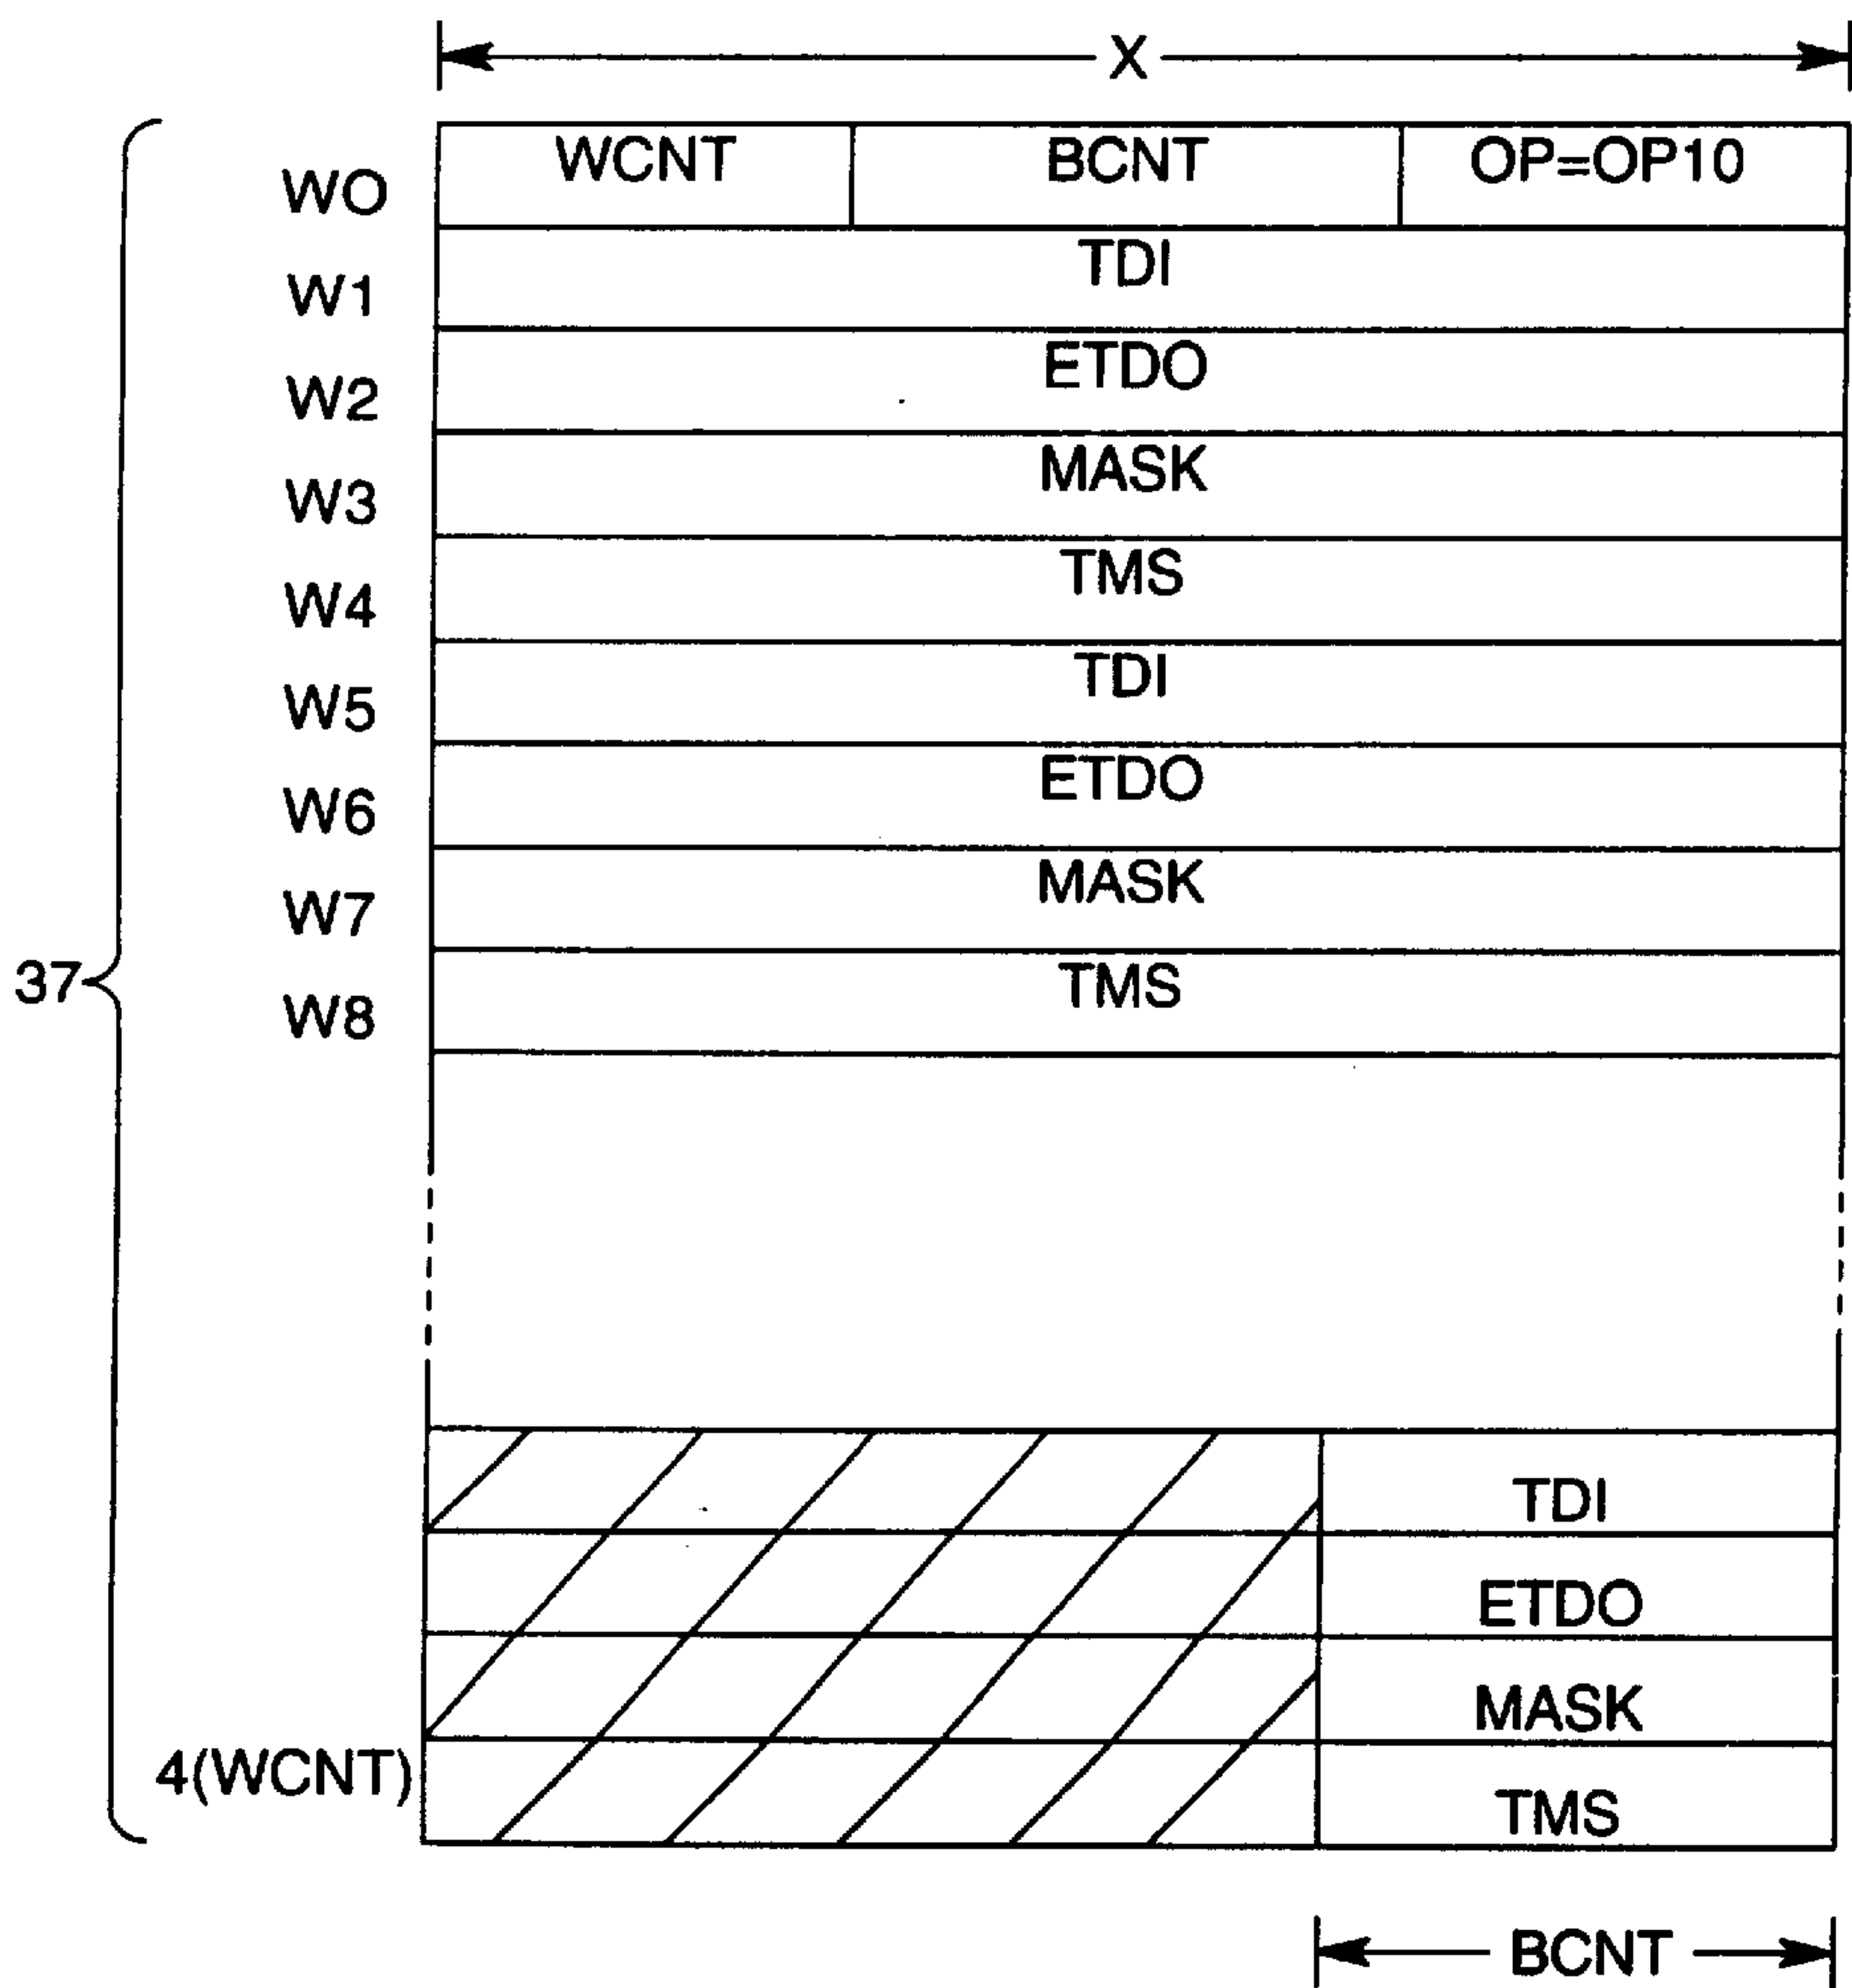 X
WO WCNT BCNT OP=OP10
W1 TDI
W2 ETDO
W3 MASK
W4 TMS
W5 TDI
W6 ETDO
W7 MASK
37
W8 TMS
TDI
ETDO
MASK
4(WCNT) TMS
BCNT